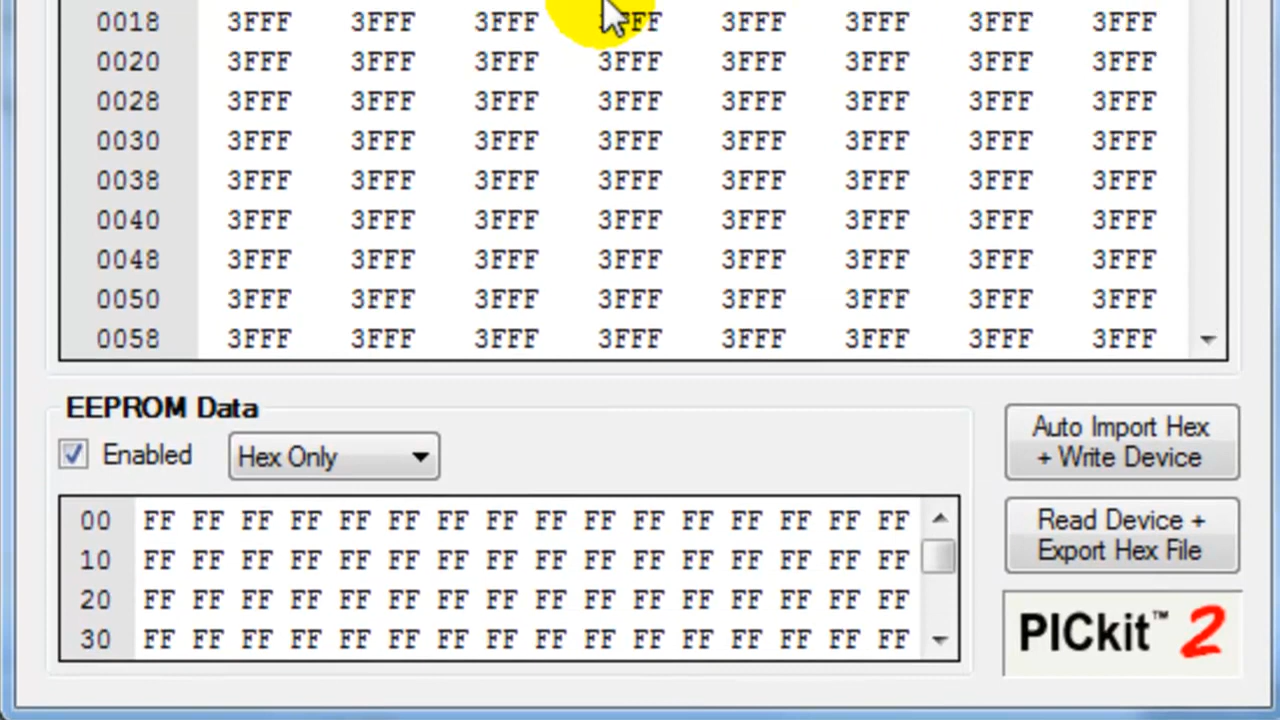 0018 3FFF 3FFF 3FFF 3FFF 3FFF 3FFF 3FFF 3FFF
0020 3FFF 3FFF 3FFF 3FFF 3FFF 3FFF 3FFF 3FFF
0028 3FFF 3FFF 3FFF 3FFF 3FFF 3FFF 3FFF 3FFF
0030 3FFF 3FFF 3FFF 3FFF 3FFF 3FFF 3FFF 3FFF
0038 3FFF 3FFF 3FFF 3FFF 3FFF 3FFF 3FFF 3FFF
0040 3FFF 3FFF 3FFF 3FFF 3FFF 3FFF 3FFF 3FFF
0048 3FFF 3FFF 3FFF 3FFF 3FFF 3FFF 3FFF 3FFF
0050 3FFF 3FFF 3FFF 3FFF 3FFF 3FFF 3FFF 3FFF
0058 3FFF 3FFF 3FFF 3FFF 3FFF 3FFF 3FFF 3FFF
EEPROM Data
Enabled Hex Only
00 FF FF FF FF FF FF FF FF FF FF FF FF FF FF FF FF
10 FF FF FF FF FF FF FF FF FF FF FF FF FF FF FF FF
20 FF FF FF FF FF FF FF FF FF FF FF FF FF FF FF FF
30 FF FF FF FF FF FF FF FF FF FF FF FF FF FF FF FF
Auto Import Hex
+ Write Device
Read Device +
Export Hex File
PICkit™ 2